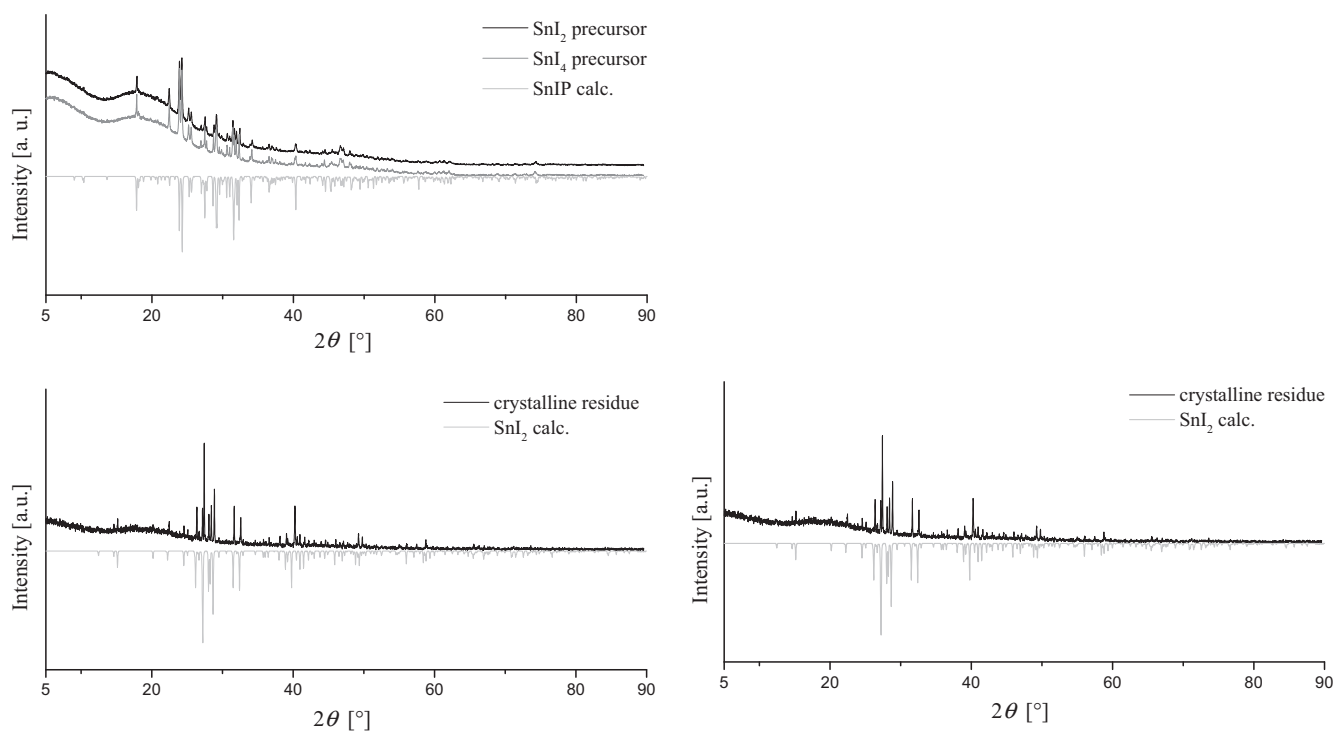 SnI₂ precursor
SnI₄ precursor
SnIP calc.
Intensity [a. u.]
5 20 40 60 80 90
2θ [°]
crystalline residue
SnI₂ calc.
Intensity [a.u.]
5 20 40 60 80 90
2θ [°]
crystalline residue
SnI₂ calc.
Intensity [a.u.]
5 20 40 60 80 90
2θ [°]